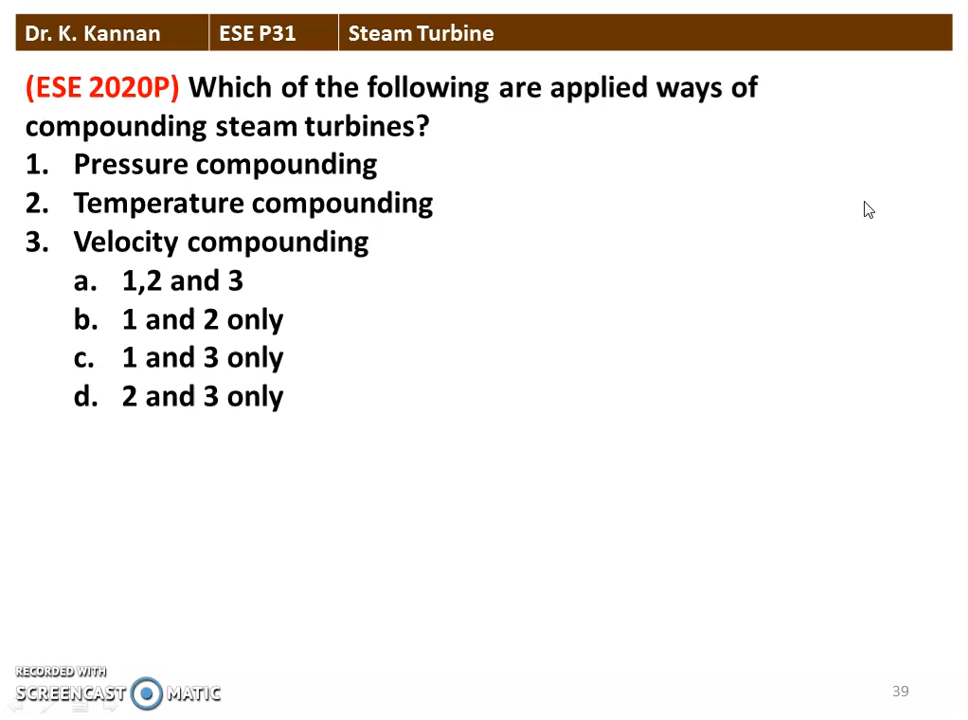 Dr. K. Kannan ESE P31 Steam Turbine
(ESE 2020P) Which of the following are applied ways of
compounding steam turbines?
1. Pressure compounding
2. Temperature compounding
3. Velocity compounding
a. 1,2 and 3
b. 1 and 2 only
c. 1 and 3 only
d. 2 and 3 only
RECORDED WITH
SCREENCAST MATIC
39